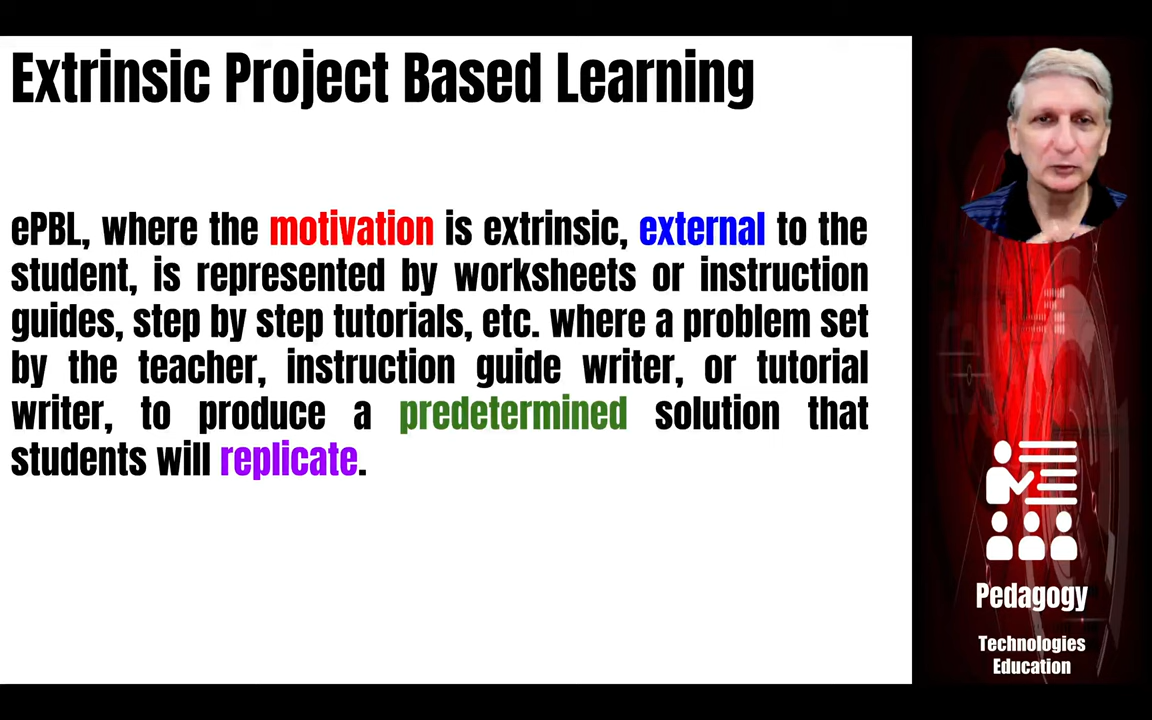 Extrinsic Project Based Learning
ePBL, where the motivation is extrinsic, external to the
student, is represented by worksheets or instruction
guides, step by step tutorials, etc. where a problem set
by the teacher, instruction guide writer, or tutorial
writer, to produce a predetermined solution that
students will replicate.
Pedagogy
Technologies
Education